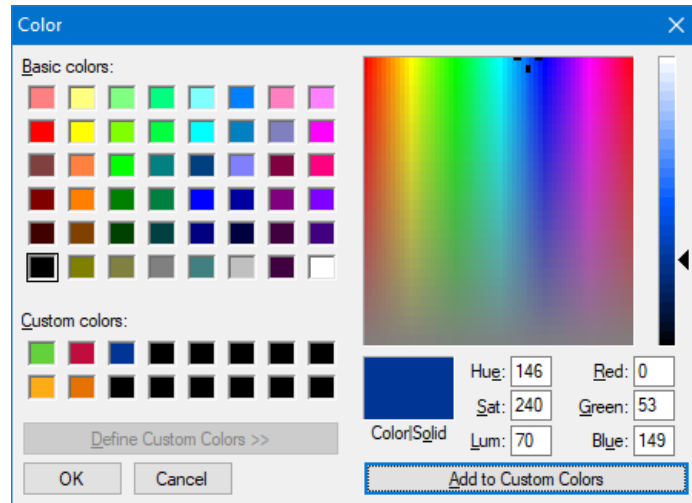 Color
Basic colors:
Custom colors:
Define Custom Colors >>
OK
Cancel
Color|Solid
Hue: 146
Sat: 240
Lum: 70
Red: 0
Green: 53
Blue: 149
Add to Custom Colors